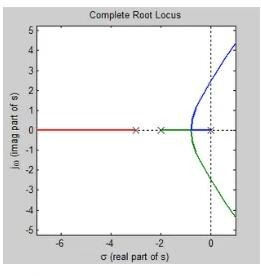 Complete Root Locus
5
4
3
2
1
0
-1
-2
-3
-4
-5
-6 -4 -2 0
jω (imag part of s)
σ (real part of s)